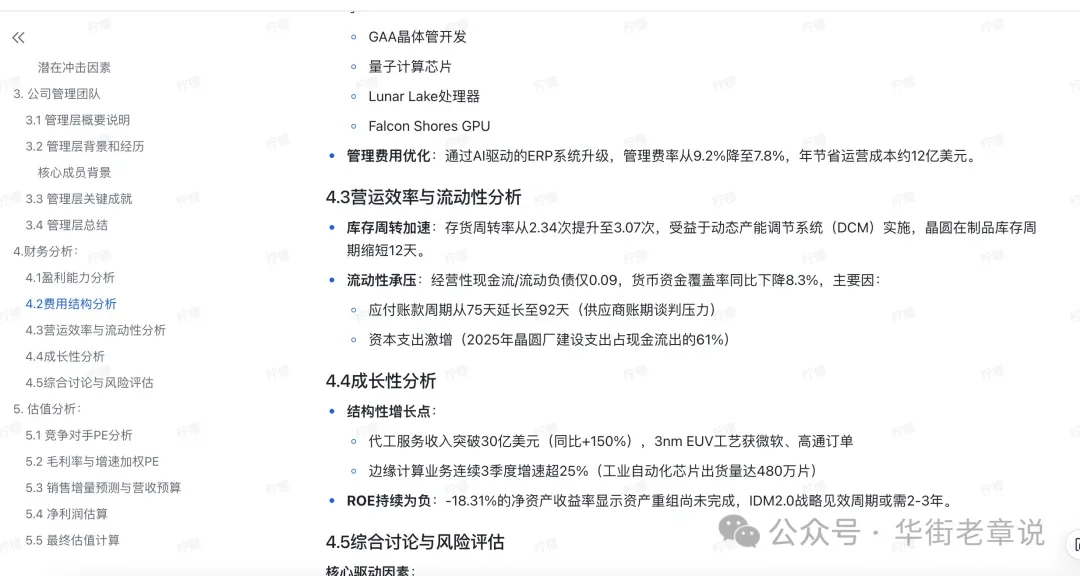 潜在冲击因素
3. 公司管理团队
3.1 管理层概要说明
3.2 管理层背景和经历
核心成员背景
3.3 管理层关键成就
3.4 管理层总结
4.财务分析：
4.1盈利能力分析
4.2费用结构分析
4.3营运效率与流动性分析
4.4成长性分析
4.5综合讨论与风险评估
5. 估值分析：
5.1 竞争对手PE分析
5.2 毛利率与增速加权PE
5.3 销售增量预测与营收预算
5.4 净利润估算
5.5 最终估值计算
GAA晶体管开发
量子计算芯片
Lunar Lake处理器
Falcon Shores GPU
管理费用优化：通过AI驱动的ERP系统升级，管理费率从9.2%降至7.8%，年节省运营成本约12亿美元。
4.3营运效率与流动性分析
库存周转加速：存货周转率从2.34次提升至3.07次，受益于动态产能调节系统（DCM）实施，晶圆在制品库存周
期缩短12天。
流动性承压：经营性现金流/流动负债仅0.09，货币资金覆盖率同比下降8.3%，主要因：
应付账款周期从75天延长至92天（供应商账期谈判压力）
资本支出激增（2025年晶圆厂建设支出占现金流出的61%）
4.4成长性分析
结构性增长点：
代工服务收入突破30亿美元（同比+150%），3nm EUV工艺获微软、高通订单
边缘计算业务连续3季度增速超25%（工业自动化芯片出货量达480万片）
ROE持续为负：-18.31%的净资产收益率显示资产重组尚未完成，IDM2.0战略见效周期或需2-3年。
4.5综合讨论与风险评估
核心驱动因素：
公众号 · 华街老章说